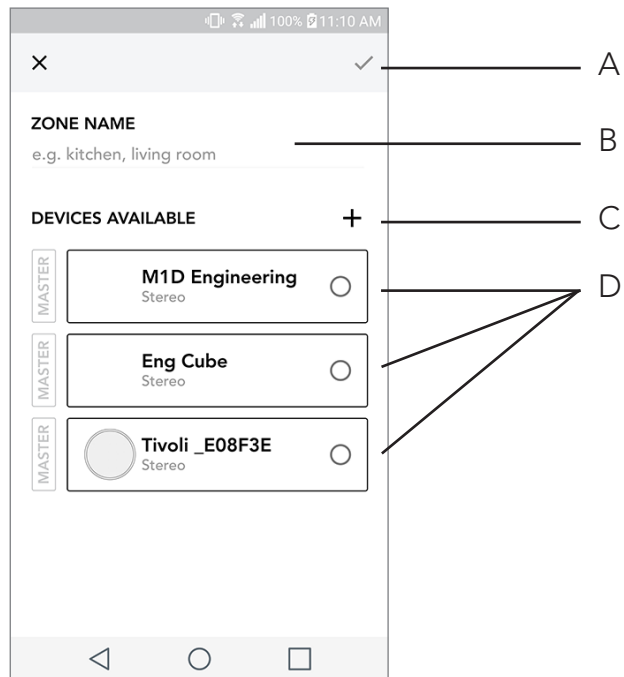 100% 11:10 AM
A
ZONE NAME
B
e.g. kitchen, living room
DEVICES AVAILABLE + C
MASTER
M1D Engineering
Stereo
D
MASTER
Eng Cube
Stereo
MASTER
Tivoli _E08F3E
Stereo